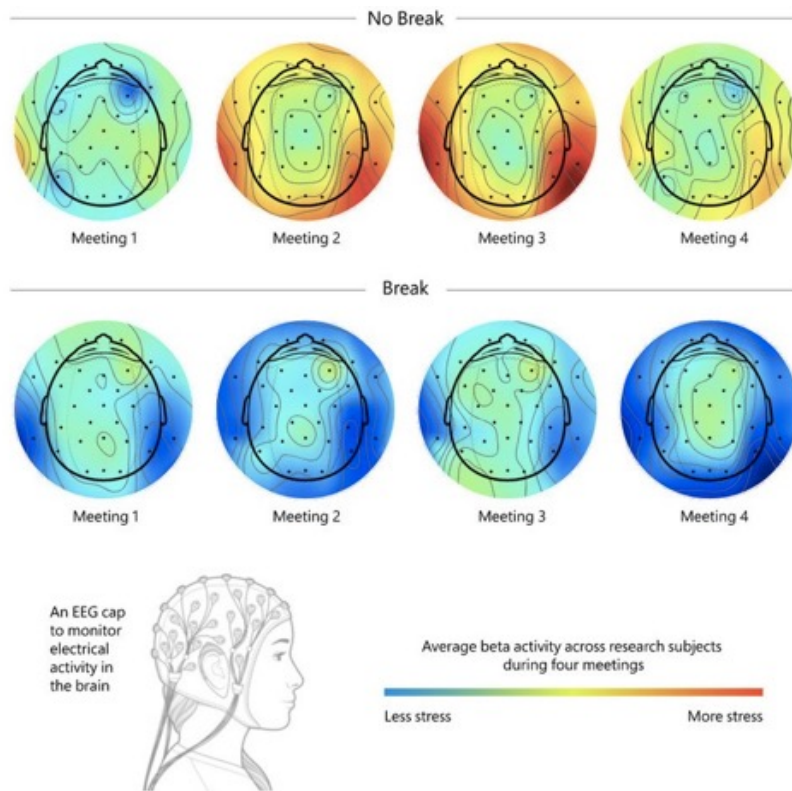 No Break
Meeting 1
Meeting 2
Meeting 3
Meeting 4
Break
Meeting 1
Meeting 2
Meeting 3
Meeting 4
An EEG cap
to monitor
electrical
activity in
the brain
Average beta activity across research subjects
during four meetings
Less stress
More stress